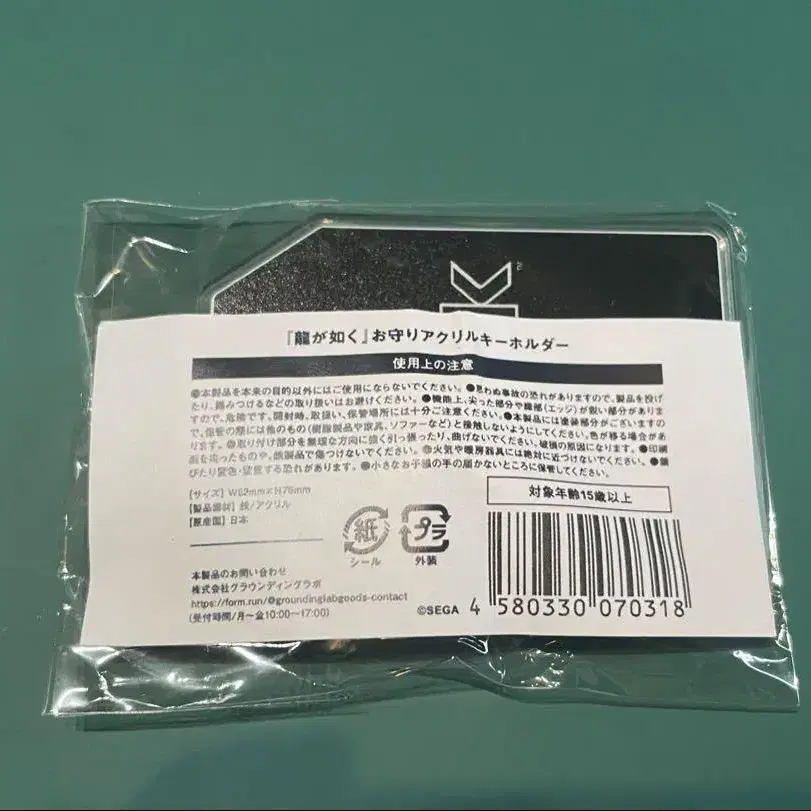 『龍が如く』お守りアクリルキーホルダー
使用上の注意
●本製品を本来の目的以外にはご使用にならないでください。●思わぬ事故の恐れがありますので、製品を投げ
たり、踏みつけるなどの取り扱いはお避けください。●機能上、尖った部分や縁部(エッジ)が鋭い部分がありま
すので、危険です。開封時、取扱い、保管場所には十分ご注意ください。●本製品には塗装部分がございますの
で、保管の際には他のもの(樹脂製品や家具、ソファーなど)と接触しないようにしてください。色が移る場合があ
ります。●取り付け部分を無理な方向に強く引っ張ったり、曲げないでください。破損の原因になります。●印刷
面を尖ったものや、鉄製品で傷つけないでください。●火気や暖房器具には絶対に近づけないでください。●錆
びたり変色・変質する恐れがあります。●小さなお子様の手の届かないところに保管してください。
【サイズ】W52mm×H76mm
【製品素材】鉄/アクリル
【原産国】日本
対象年齢15歳以上
紙
シール
プラ
外装
本製品のお問い合わせ
株式会社グラウンディングラボ
https://form.run/@groundinglabgoods-contact
(受付時間/月〜金10:00〜17:00)
©SEGA
4 580330 070318